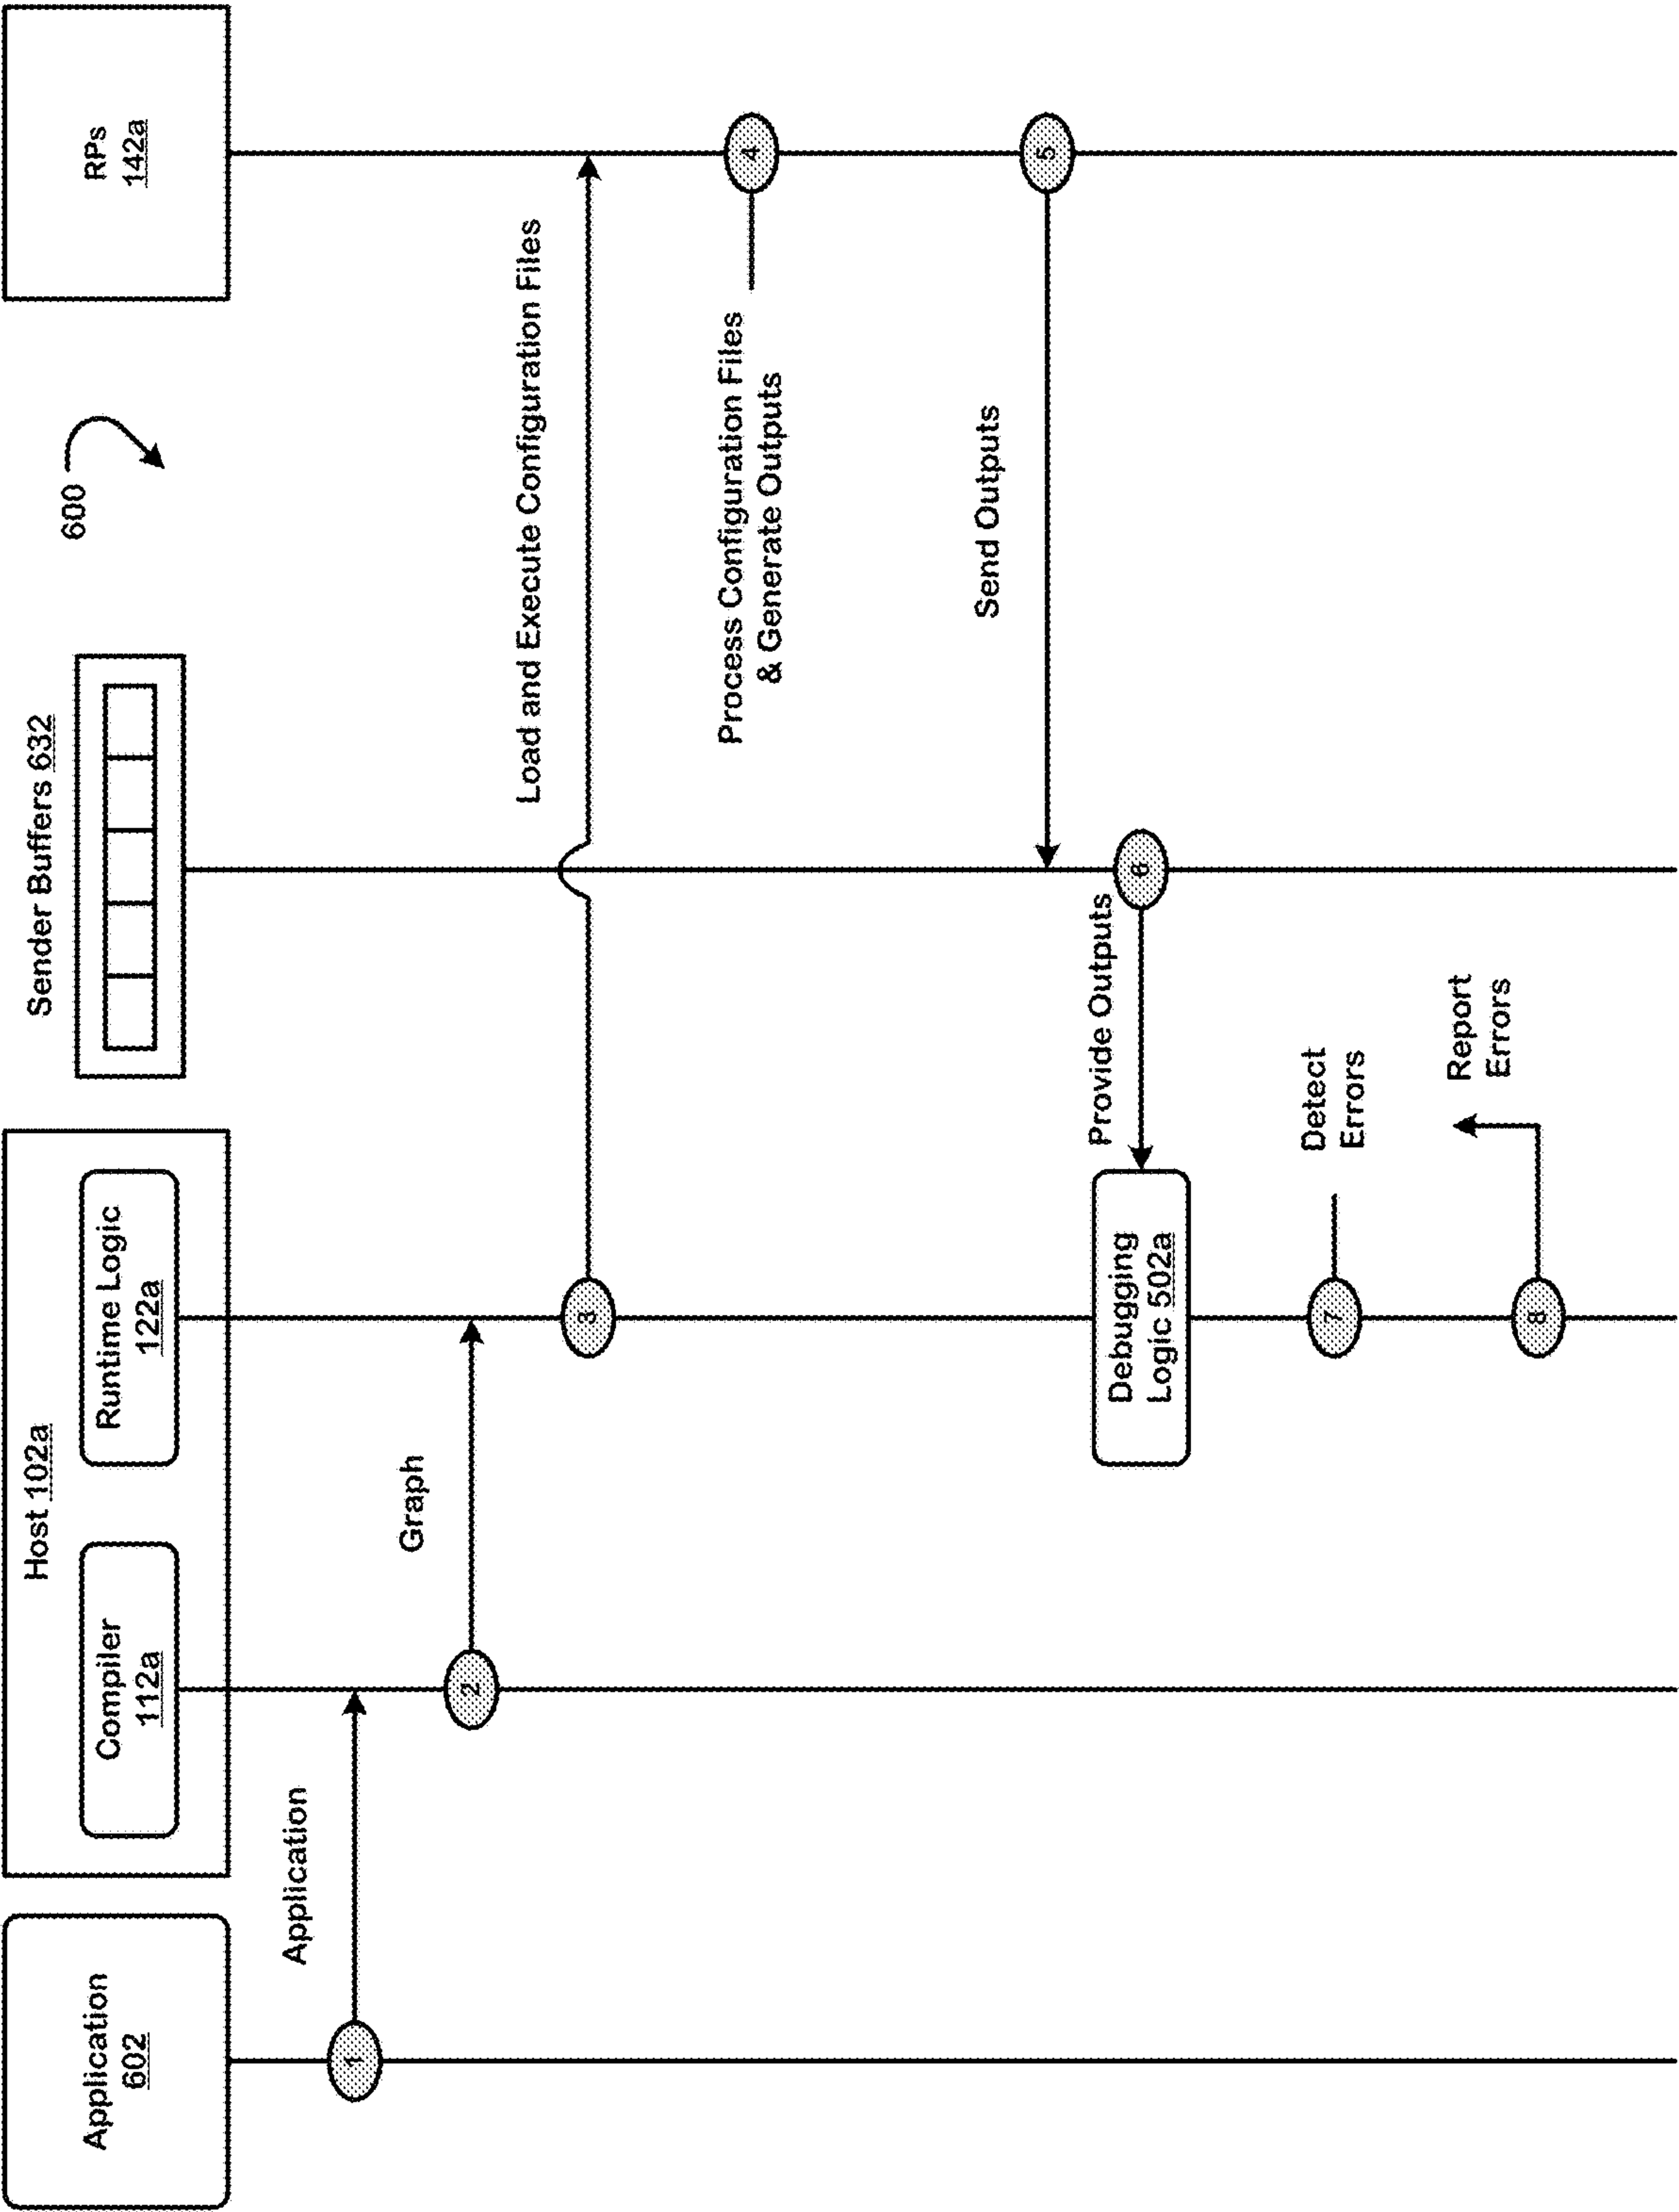 Application
602
Host 102a
Compiler
112a
Runtime Logic
122a
Sender Buffers 632
600
RPs
142a
Application
1
Graph
2
Load and Execute Configuration Files
3
4
Process Configuration Files
& Generate Outputs
Send Outputs
5
Provide Outputs
6
Debugging
Logic 502a
Detect
Errors
7
Report
Errors
8